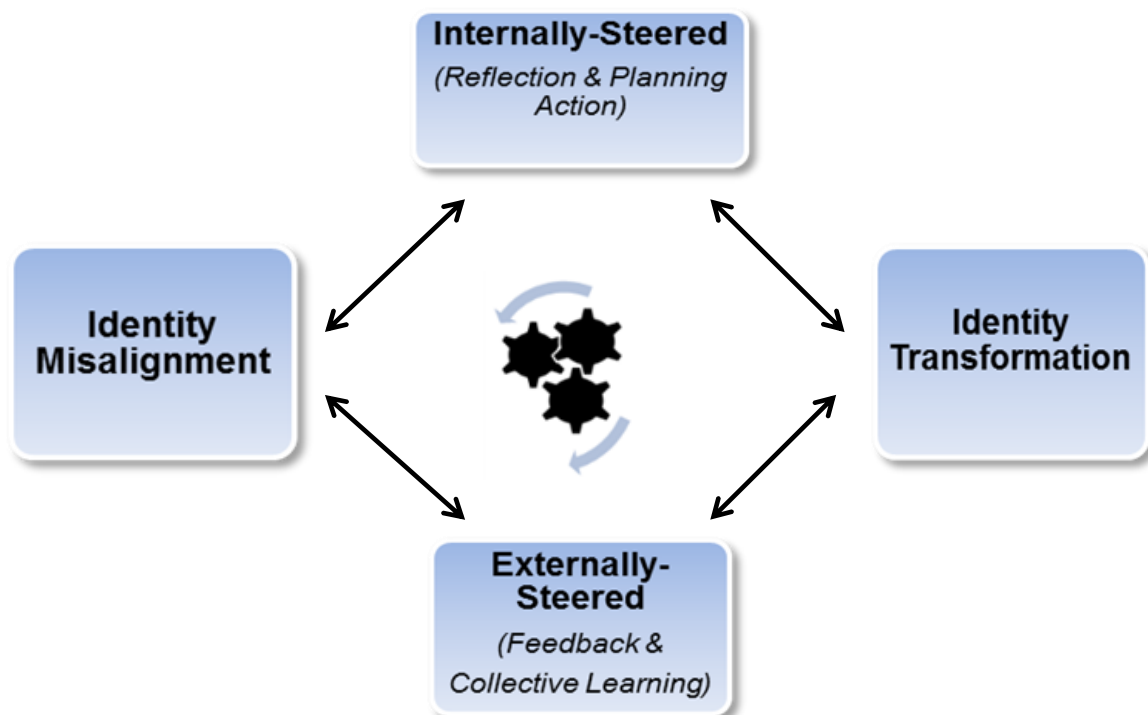 Internally-Steered
(Reflection & Planning
Action)
Identity
Misalignment
Identity
Transformation
Externally-
Steered
(Feedback &
Collective Learning)